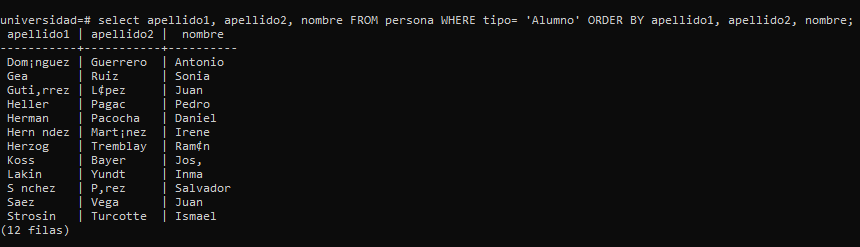 universidad=# select apellido1, apellido2, nombre FROM persona WHERE tipo= 'Alumno' ORDER BY apellido1, apellido2, nombre;
 apellido1 | apellido2 |  nombre
-----------+-----------+----------
 Dom¡nguez | Guerrero  | Antonio
 Gea       | Ruiz      | Sonia
 Guti‚rrez | L¢pez     | Juan
 Heller    | Pagac     | Pedro
 Herman    | Pacocha   | Daniel
 Hern ndez | Mart¡nez  | Irene
 Herzog    | Tremblay  | Ram¢n
 Koss      | Bayer     | Jos‚
 Lakin     | Yundt     | Inma
 S nchez   | P‚rez     | Salvador
 Saez      | Vega      | Juan
 Strosin   | Turcotte  | Ismael
(12 filas)